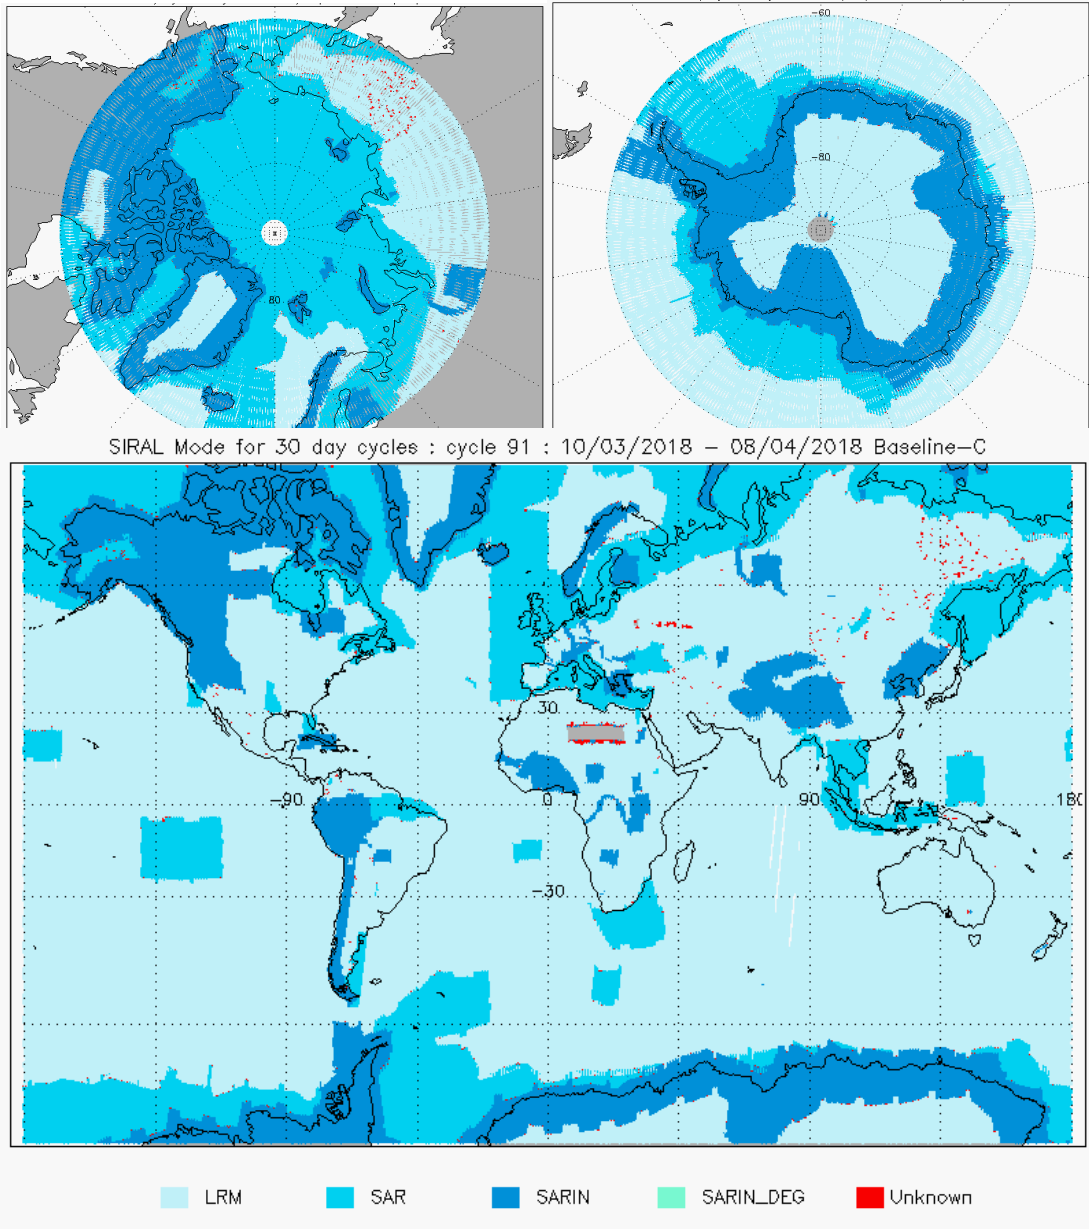 -60
-80
80
SIRAL Mode for 30 day cycles : cycle 91 : 10/03/2018 - 08/04/2018 Baseline-C
30
-90
0
90
180
-30
LRM
SAR
SARIN
SARIN_DEG
Unknown